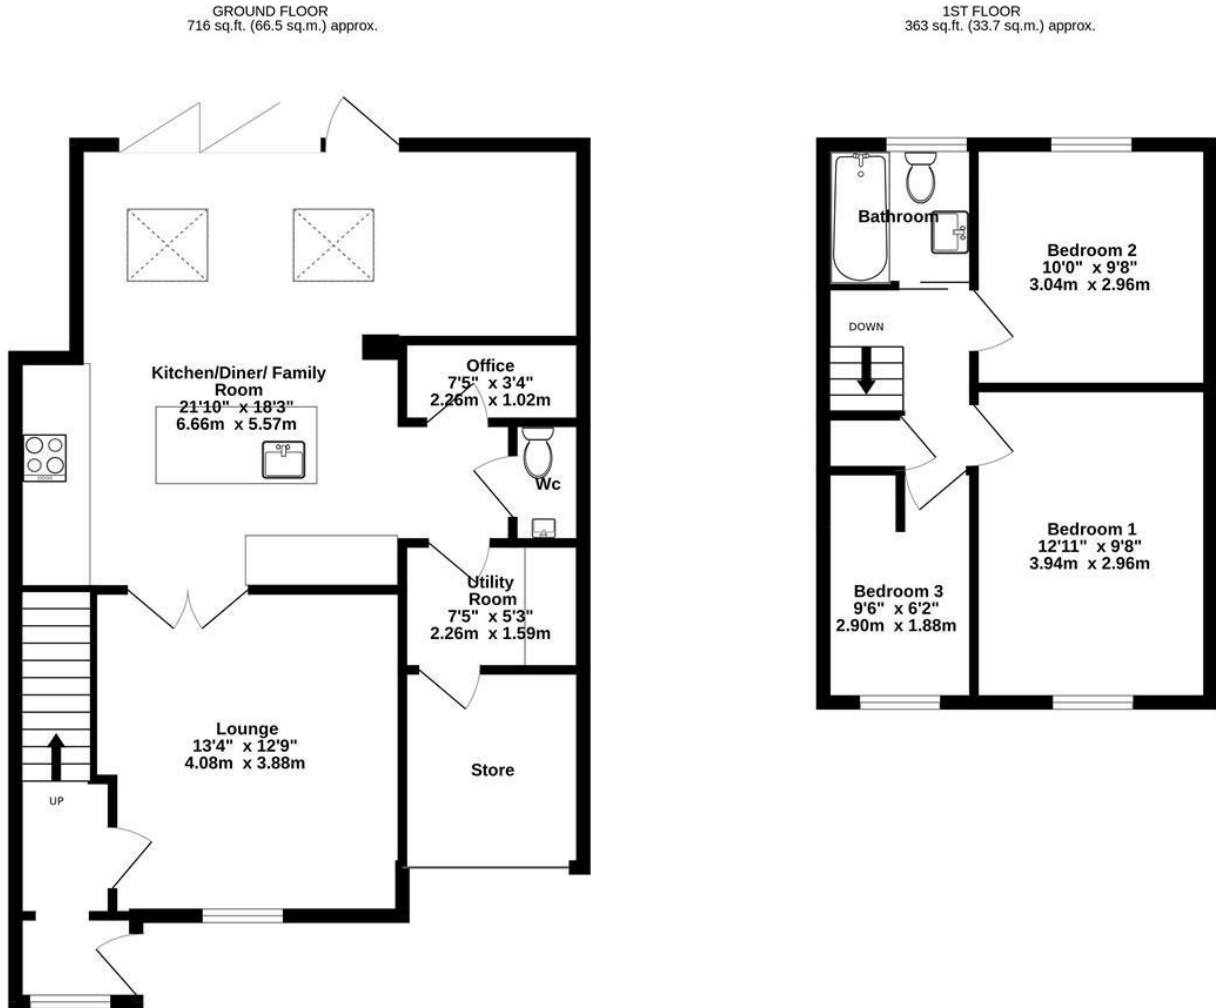 GROUND FLOOR
716 sq.ft. (66.5 sq.m.) approx.
Kitchen/Diner/ Family
Room
21'10" x 18'3"
6.66m x 5.57m
Office
7'5" x 3'4"
2.26m x 1.02m
Wc
Utility
Room
7'5" x 5'3"
2.26m x 1.59m
Lounge
13'4" x 12'9"
4.08m x 3.88m
Store
UP
1ST FLOOR
363 sq.ft. (33.7 sq.m.) approx.
Bathroom
Bedroom 2
10'0" x 9'8"
3.04m x 2.96m
DOWN
Bedroom 1
12'11" x 9'8"
3.94m x 2.96m
Bedroom 3
9'6" x 6'2"
2.90m x 1.88m